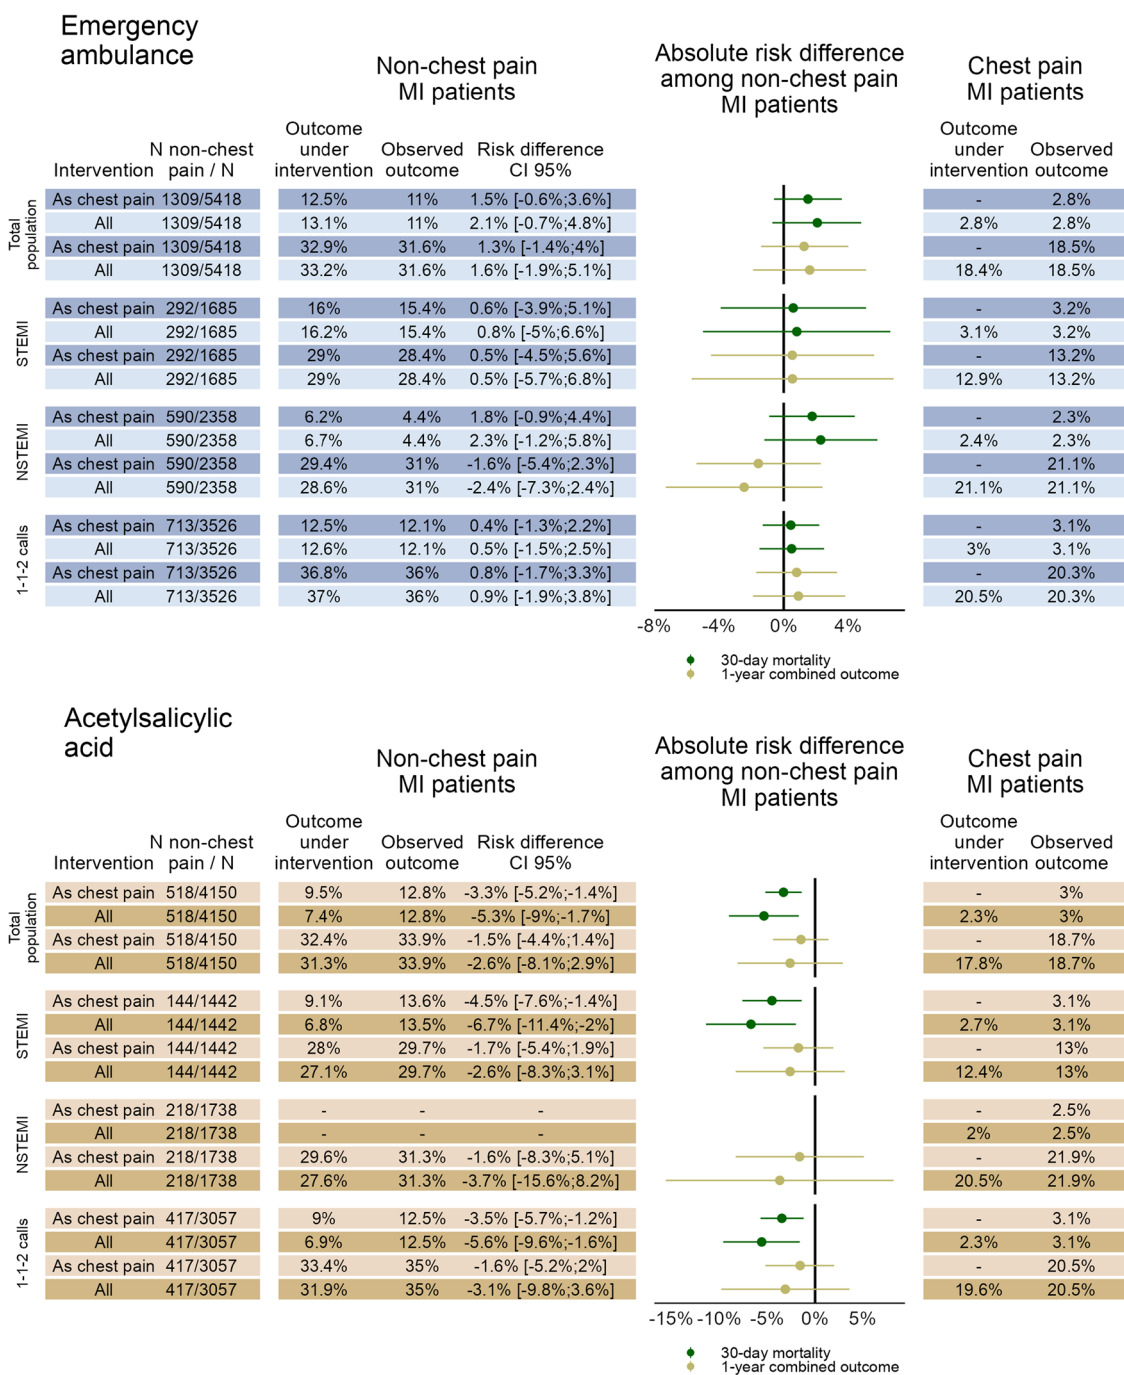 Emergency
ambulance
Non-chest pain
MI patients
Absolute risk difference
among non-chest pain
MI patients
Chest pain
MI patients
Intervention
N non-chest
pain / N
Outcome
under
intervention
Observed
outcome
Risk difference
CI 95%
Outcome
under
intervention
Observed
outcome
Total
population
As chest pain 1309/5418 12.5% 11% 1.5% [-0.6%;3.6%] - 2.8%
All 1309/5418 13.1% 11% 2.1% [-0.7%;4.8%] 2.8% 2.8%
As chest pain 1309/5418 32.9% 31.6% 1.3% [-1.4%;4%] - 18.5%
All 1309/5418 33.2% 31.6% 1.6% [-1.9%;5.1%] 18.4% 18.5%
STEMI
As chest pain 292/1685 16% 15.4% 0.6% [-3.9%;5.1%] - 3.2%
All 292/1685 16.2% 15.4% 0.8% [-5%;6.6%] 3.1% 3.2%
As chest pain 292/1685 29% 28.4% 0.5% [-4.5%;5.6%] - 13.2%
All 292/1685 29% 28.4% 0.5% [-5.7%;6.8%] 12.9% 13.2%
NSTEMI
As chest pain 590/2358 6.2% 4.4% 1.8% [-0.9%;4.4%] - 2.3%
All 590/2358 6.7% 4.4% 2.3% [-1.2%;5.8%] 2.4% 2.3%
As chest pain 590/2358 29.4% 31% -1.6% [-5.4%;2.3%] - 21.1%
All 590/2358 28.6% 31% -2.4% [-7.3%;2.4%] 21.1% 21.1%
1-1-2 calls
As chest pain 713/3526 12.5% 12.1% 0.4% [-1.3%;2.2%] - 3.1%
All 713/3526 12.6% 12.1% 0.5% [-1.5%;2.5%] 3% 3.1%
As chest pain 713/3526 36.8% 36% 0.8% [-1.7%;3.3%] - 20.3%
All 713/3526 37% 36% 0.9% [-1.9%;3.8%] 20.5% 20.3%
-8% -4% 0% 4%
30-day mortality
1-year combined outcome
Acetylsalicylic
acid
Non-chest pain
MI patients
Absolute risk difference
among non-chest pain
MI patients
Chest pain
MI patients
Intervention
N non-chest
pain / N
Outcome
under
intervention
Observed
outcome
Risk difference
CI 95%
Outcome
under
intervention
Observed
outcome
Total
population
As chest pain 518/4150 9.5% 12.8% -3.3% [-5.2%;-1.4%] - 3%
All 518/4150 7.4% 12.8% -5.3% [-9%;-1.7%] 2.3% 3%
As chest pain 518/4150 32.4% 33.9% -1.5% [-4.4%;1.4%] - 18.7%
All 518/4150 31.3% 33.9% -2.6% [-8.1%;2.9%] 17.8% 18.7%
STEMI
As chest pain 144/1442 9.1% 13.6% -4.5% [-7.6%;-1.4%] - 3.1%
All 144/1442 6.8% 13.5% -6.7% [-11.4%;-2%] 2.7% 3.1%
As chest pain 144/1442 28% 29.7% -1.7% [-5.4%;1.9%] - 13%
All 144/1442 27.1% 29.7% -2.6% [-8.3%;3.1%] 12.4% 13%
NSTEMI
As chest pain 218/1738 - - - - 2.5%
All 218/1738 - - - 2% 2.5%
As chest pain 218/1738 29.6% 31.3% -1.6% [-8.3%;5.1%] - 21.9%
All 218/1738 27.6% 31.3% -3.7% [-15.6%;8.2%] 20.5% 21.9%
1-1-2 calls
As chest pain 417/3057 9% 12.5% -3.5% [-5.7%;-1.2%] - 3.1%
All 417/3057 6.9% 12.5% -5.6% [-9.6%;-1.6%] 2.3% 3.1%
As chest pain 417/3057 33.4% 35% -1.6% [-5.2%;2%] - 20.5%
All 417/3057 31.9% 35% -3.1% [-9.8%;3.6%] 19.6% 20.5%
-15% -10% -5% 0% 5%
30-day mortality
1-year combined outcome